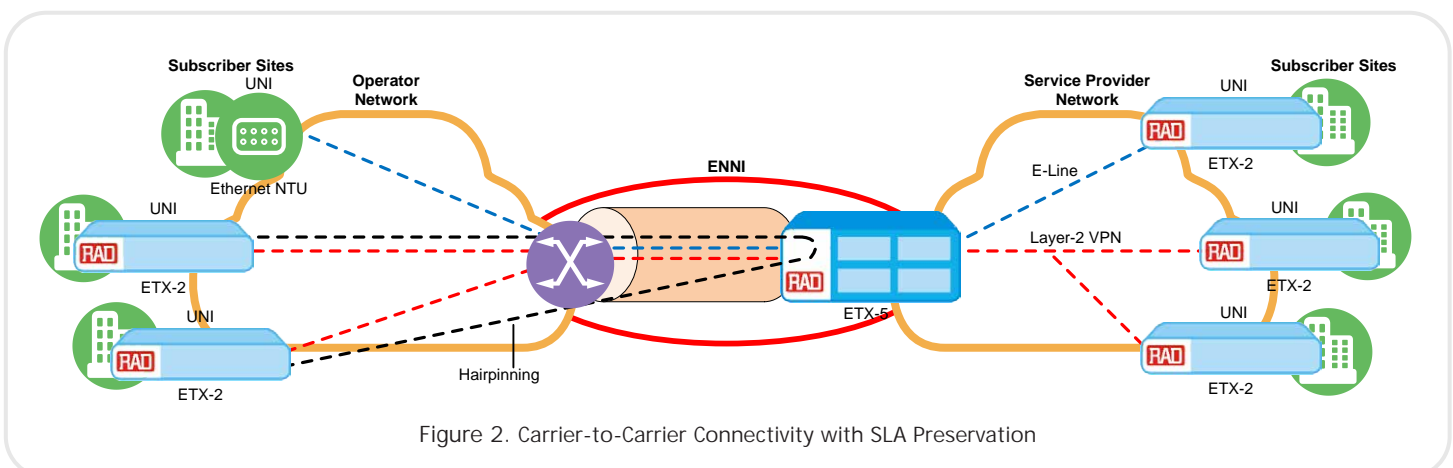 Subscriber Sites
UNI
Ethernet NTU
Operator
Network
UNI
RAD
ETX-2
UNI
RAD
ETX-2
Hairpinning
ENNI
RAD
ETX-5
Service Provider
Network
E-Line
Layer-2 VPN
Subscriber Sites
UNI
RAD
ETX-2
UNI
RAD
ETX-2
UNI
RAD
ETX-2
Figure 2. Carrier-to-Carrier Connectivity with SLA Preservation